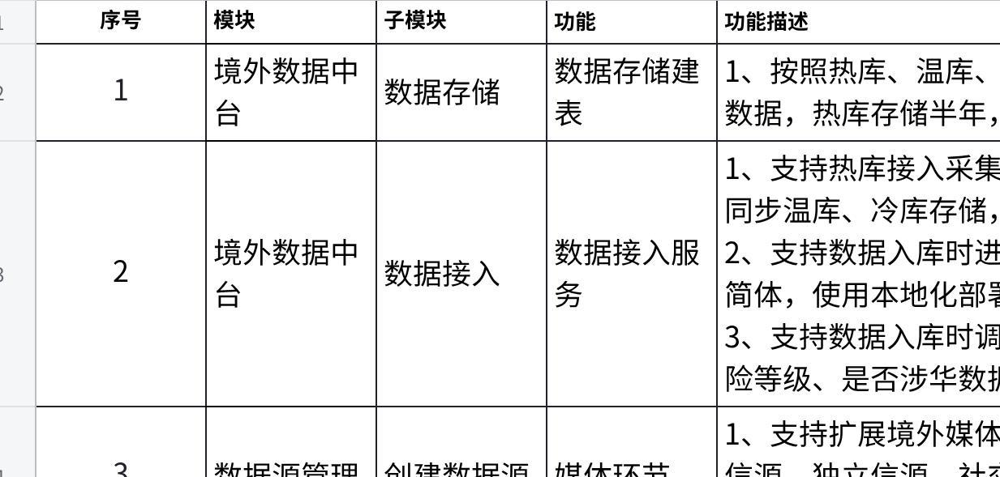 序号 模块 子模块 功能 功能描述
1 境外数据中台 数据存储 数据存储建表 1、按照热库、温库、
数据，热库存储半年，
2 境外数据中台 数据接入 数据接入服务 1、支持热库接入采集
同步温库、冷库存储，
2、支持数据入库时进
简体，使用本地化部署
3、支持数据入库时调
险等级、是否涉华数据
3 数据源管理 创建数据源 媒体环节 1、支持扩展境外媒体
信源、独立信源、社交